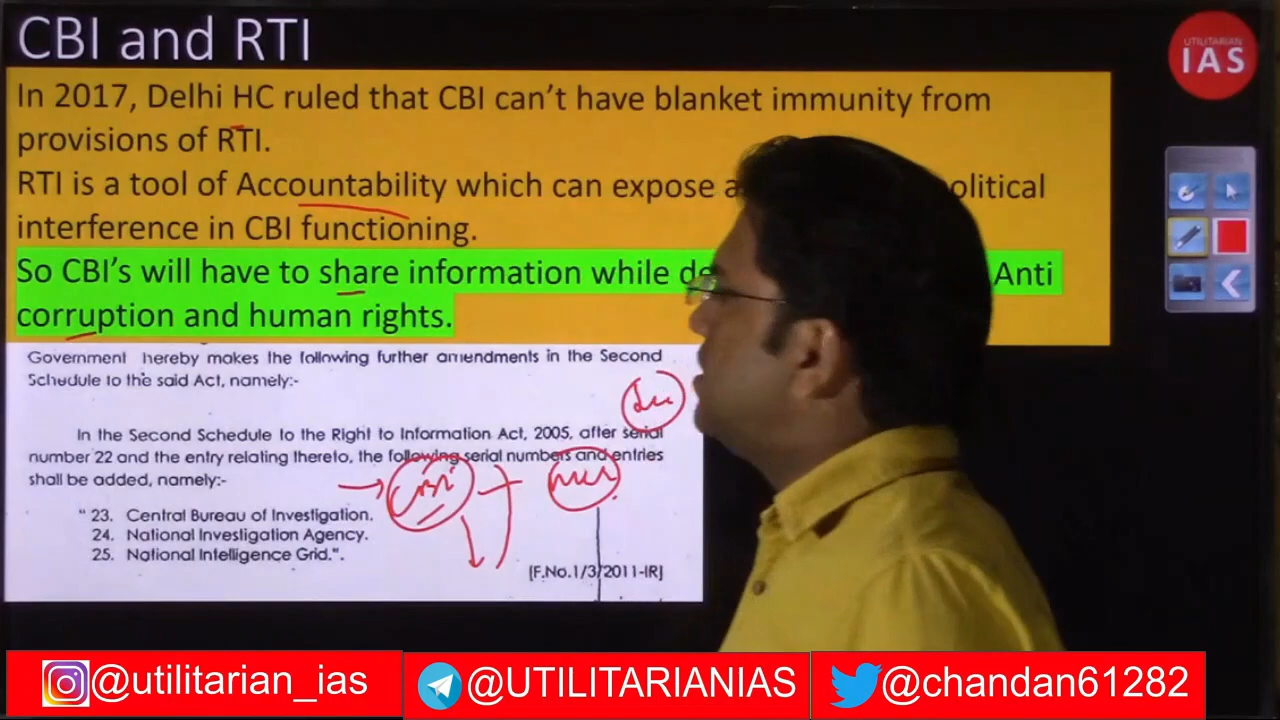 CBI and RTI
UTILITARIAN
IAS
In 2017, Delhi HC ruled that CBI can't have blanket immunity from
provisions of RTI.
RTI is a tool of Accountability which can expose
olitical
interference in CBI functioning.
So CBI's will have to share information while de
Anti
corruption and human rights.
Government hereby makes the following further amendments in the Second
Schedule to the said Act, namely:-
In the Second Schedule to the Right to Information Act, 2005, after serial
number 22 and the entry relating thereto, the following serial numbers and entries
shall be added, namely:-
" 23. Central Bureau of Investigation.
24. National Investigation Agency.
25. National Intelligence Grid.".
CBI
[F.No.1/3/2011-IR]
@utilitarian_ias
@UTILITARIANIAS
@chandan61282